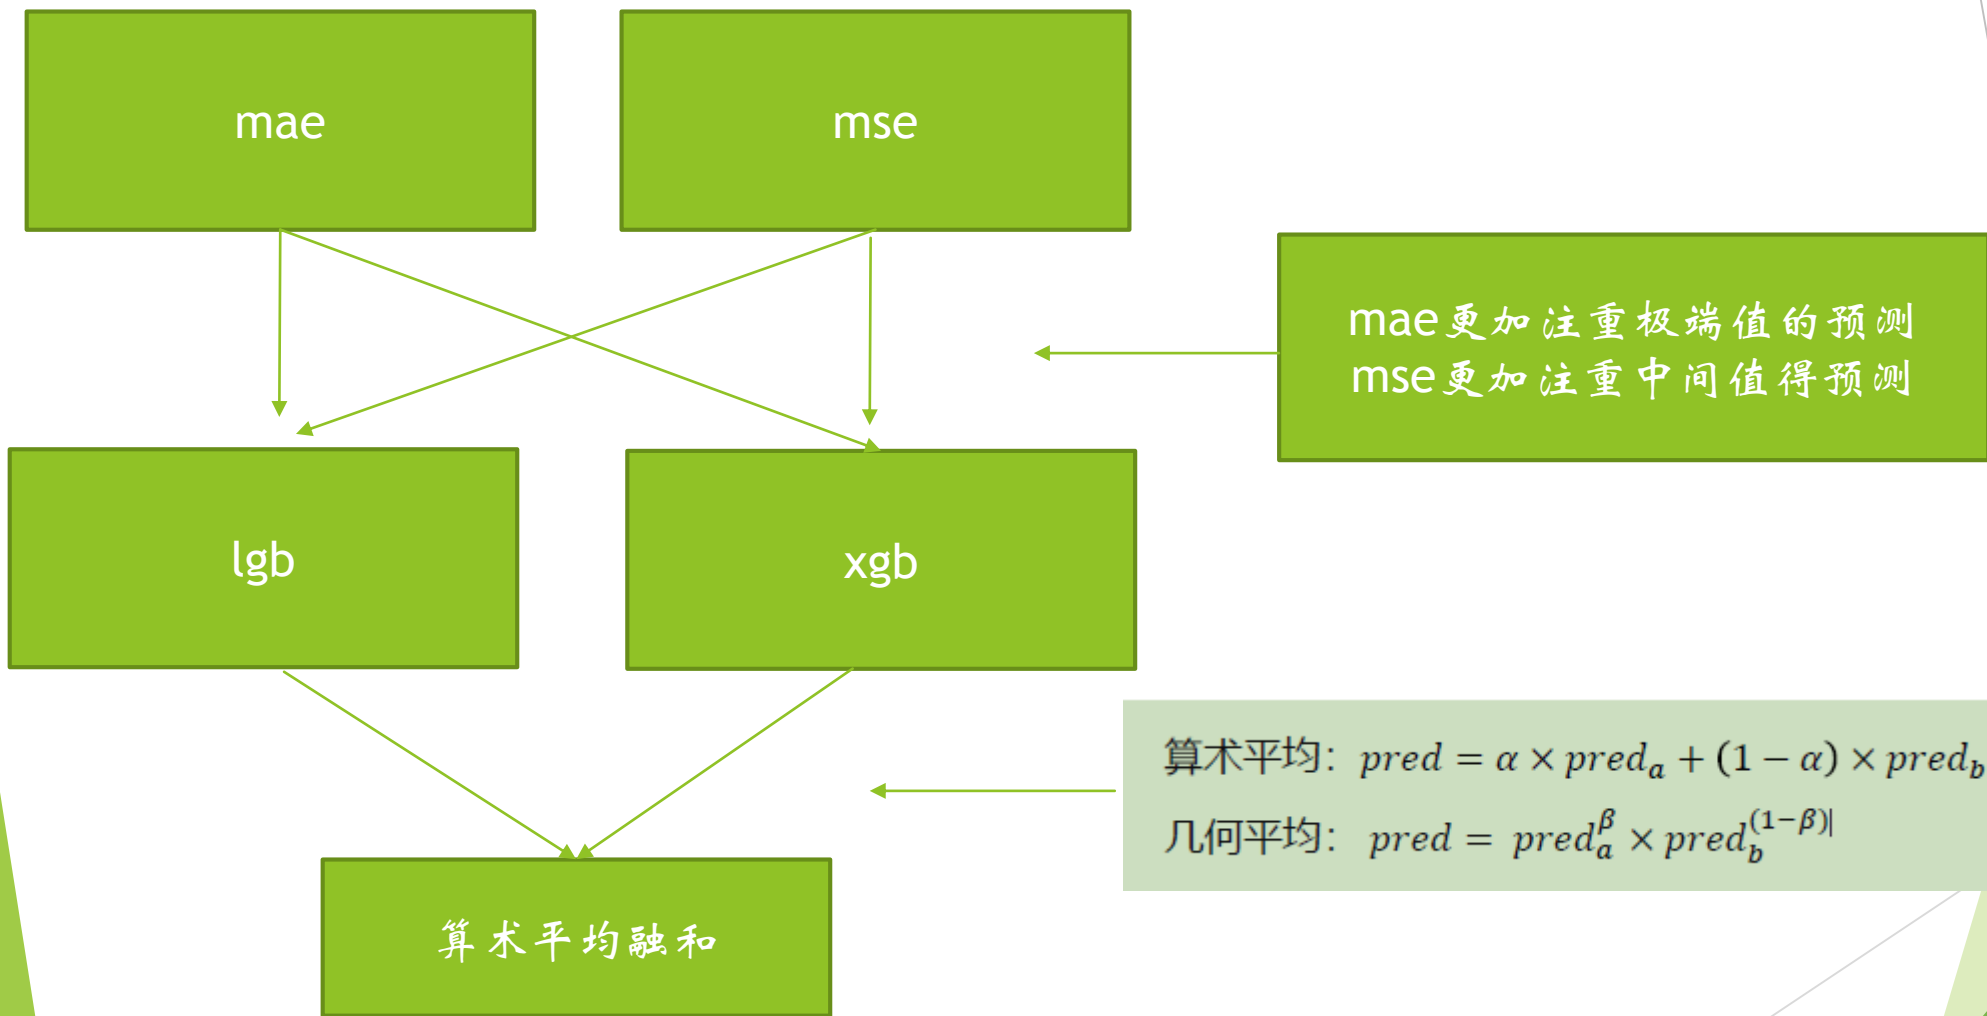 mae
mse
mae更加注重极端值的预测
mse更加注重中间值得预测
lgb
xgb
算术平均：pred = α × pred_a + (1 − α) × pred_b
几何平均：pred = pred_a^β × pred_b^(1−β)|
算术平均融和